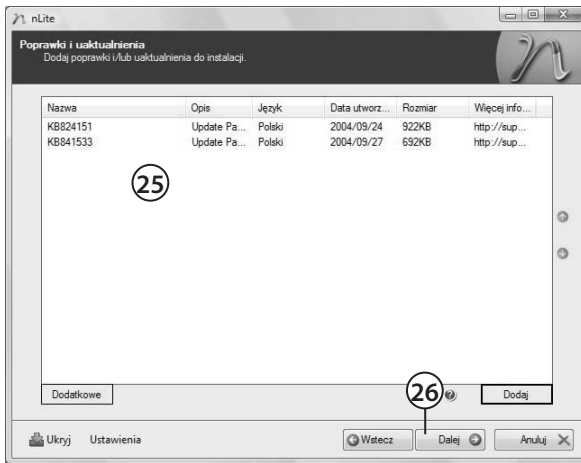 nLite
Poprawki i uaktualnienia
Dodaj poprawki i/lub uaktualnienia do instalacji.
Nazwa Opis Język Data utworz... Rozmiar Więcej info...
KB824151 Update Pa... Polski 2004/09/24 922KB http://sup...
KB841533 Update Pa... Polski 2004/09/27 692KB http://sup...
25
26
Dodatkowe Dodaj
Ukryj Ustawienia Wstecz Dalej Anuluj